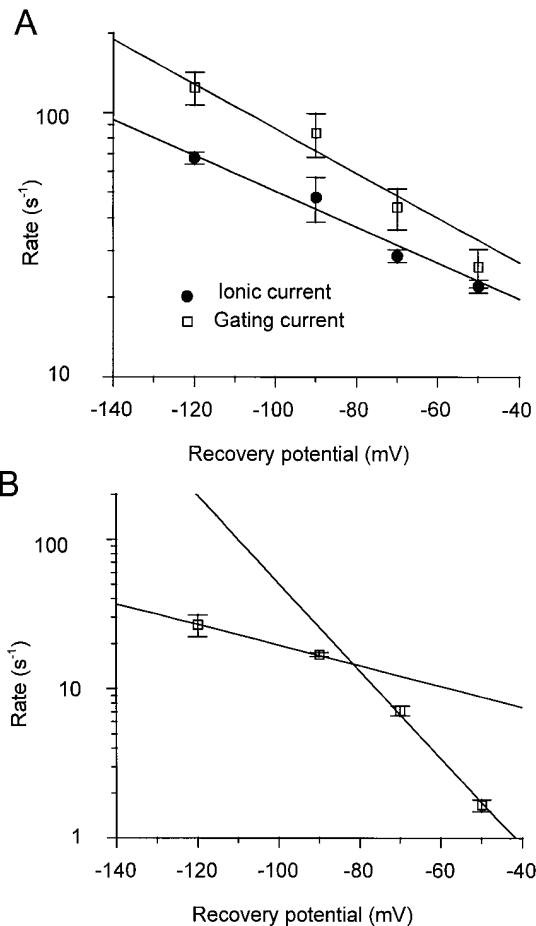 A
100
10
Rate (s-1)
Ionic current
Gating current
-140 -120 -100 -80 -60 -40
Recovery potential (mV)
B
100
10
1
Rate (s-1)
-140 -120 -100 -80 -60 -40
Recovery potential (mV)